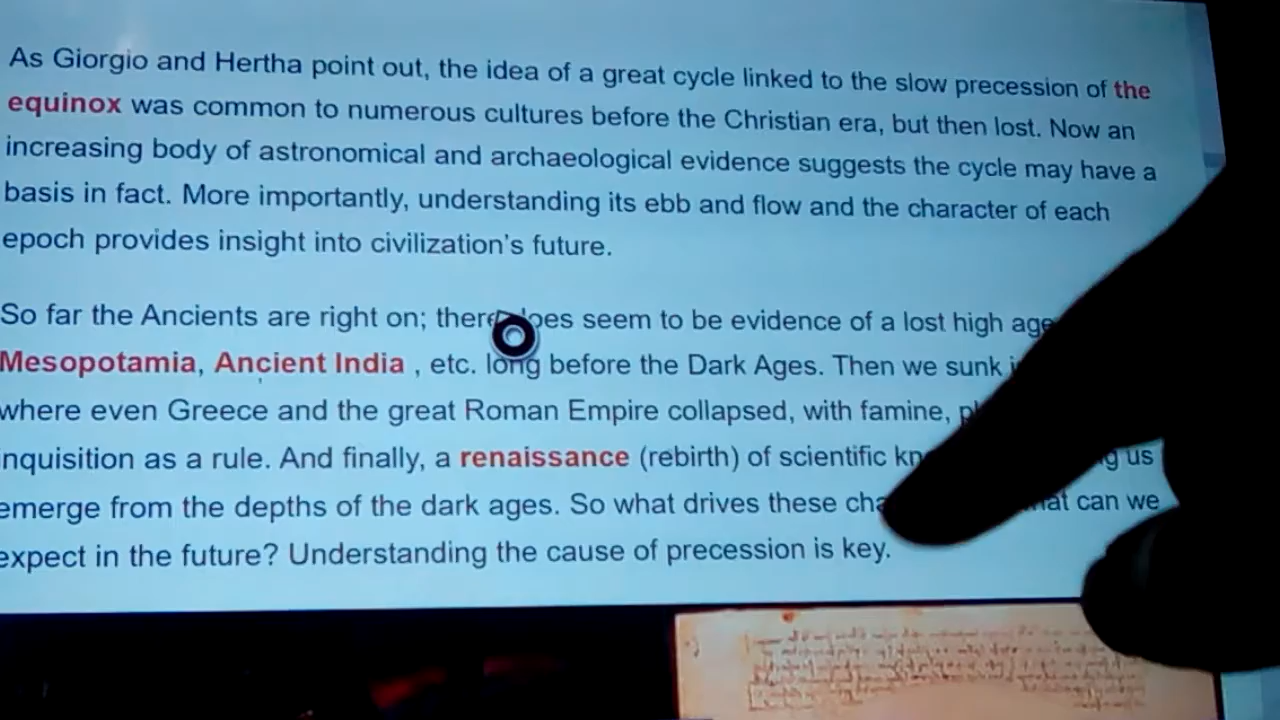 As Giorgio and Hertha point out, the idea of a great cycle linked to the slow precession of the
equinox was common to numerous cultures before the Christian era, but then lost. Now an
increasing body of astronomical and archaeological evidence suggests the cycle may have a
basis in fact. More importantly, understanding its ebb and flow and the character of each
epoch provides insight into civilization's future.
So far the Ancients are right on; there does seem to be evidence of a lost high age
Mesopotamia, Ancient India , etc. long before the Dark Ages. Then we sunk
where even Greece and the great Roman Empire collapsed, with famine,
nquisition as a rule. And finally, a renaissance (rebirth) of scientific us
emerge from the depths of the dark ages. So what drives these can we
expect in the future? Understanding the cause of precession is key.